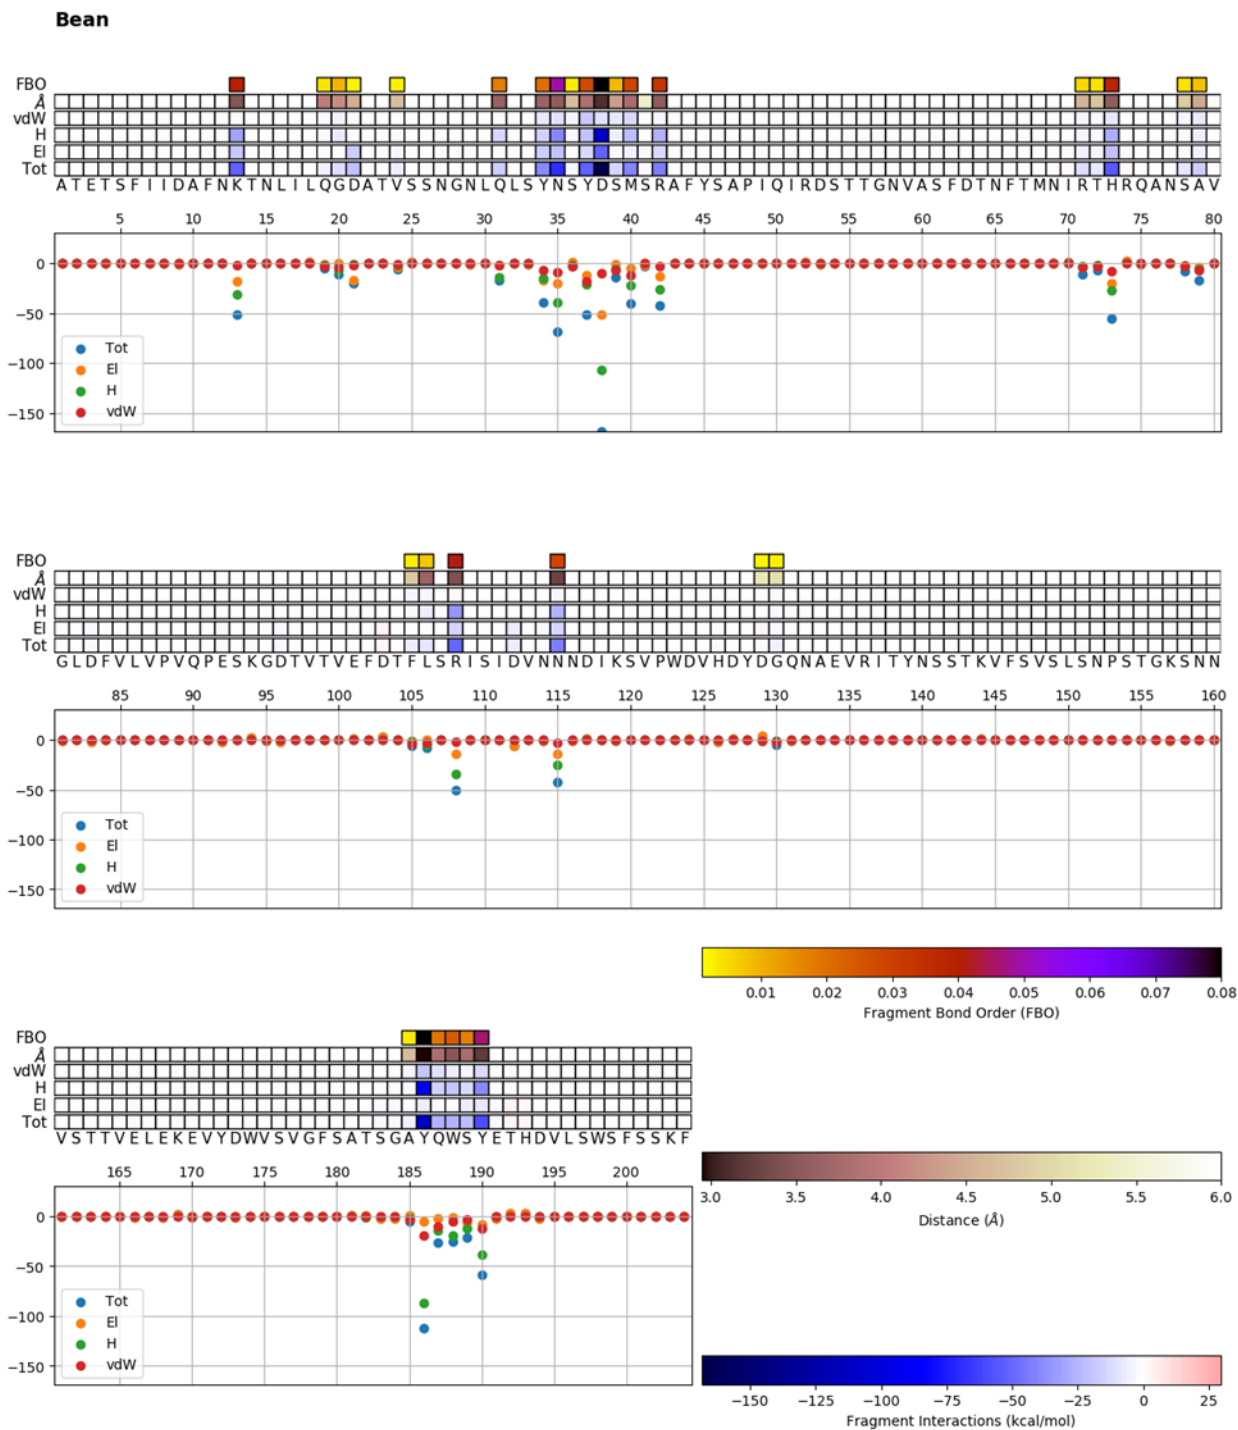 Bean
FBO
Å
vdW
H
El
Tot
A T E T S F I I D A F N K T N L I L Q G D A T V S S N G N L Q L S Y N S Y D S M S R A F Y S A P I Q I R D S T T G N V A S F D T N F T M N I R T H R Q A N S A V
5 10 15 20 25 30 35 40 45 50 55 60 65 70 75 80
0
−50
−100
−150
Tot
El
H
vdW
FBO
Å
vdW
H
El
Tot
G L D F V L V P V Q P E S K G D T V T V E F D T F L S R I S I D V N N N D I K S V P W D V H D Y D G Q N A E V R I T Y N S S T K V F S V S L S N P S T G K S N N
85 90 95 100 105 110 115 120 125 130 135 140 145 150 155 160
0
−50
−100
−150
Tot
El
H
vdW
0.01 0.02 0.03 0.04 0.05 0.06 0.07 0.08
Fragment Bond Order (FBO)
FBO
Å
vdW
H
El
Tot
V S T T V E L E K E V Y D W V S V G F S A T S G A Y Q W S Y E T H D V L S W S F S S K F
165 170 175 180 185 190 195 200
0
−50
−100
−150
Tot
El
H
vdW
3.0 3.5 4.0 4.5 5.0 5.5 6.0
Distance (Å)
−150 −125 −100 −75 −50 −25 0 25
Fragment Interactions (kcal/mol)